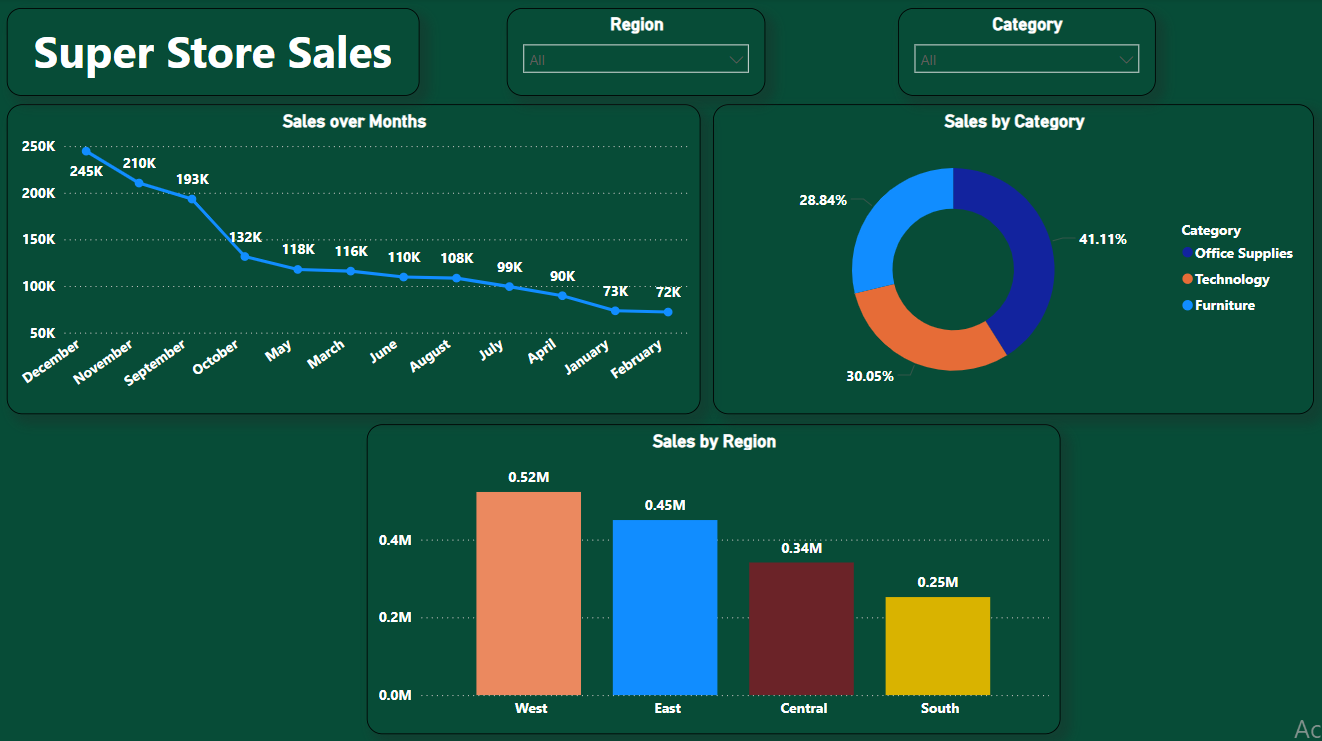 Super Store Sales
Region
All
Category
All
Sales over Months
250K
200K
150K
100K
50K
245K
210K
193K
132K
118K
116K
110K
108K
99K
90K
73K
72K
December
November
September
October
May
March
June
August
July
April
January
February
Sales by Category
28.84%
41.11%
30.05%
Category
Office Supplies
Technology
Furniture
Sales by Region
0.4M
0.2M
0.0M
0.52M
0.45M
0.34M
0.25M
West
East
Central
South